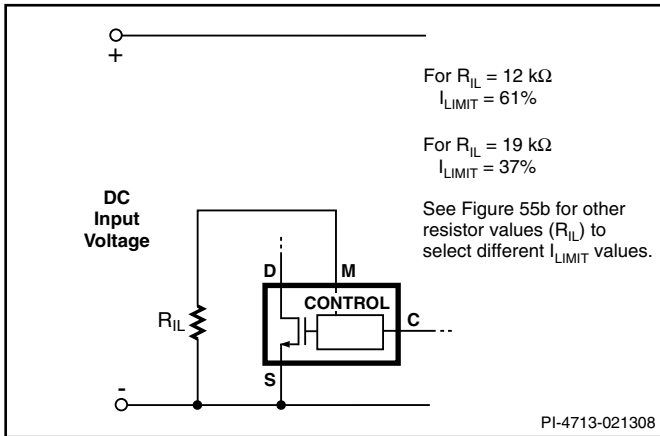 +
For R_IL = 12 kΩ
I_LIMIT = 61%
For R_IL = 19 kΩ
I_LIMIT = 37%
See Figure 55b for other
resistor values (R_IL) to
select different I_LIMIT values.
DC
Input
Voltage
D M
CONTROL
C
R_IL
S
-
PI-4713-021308